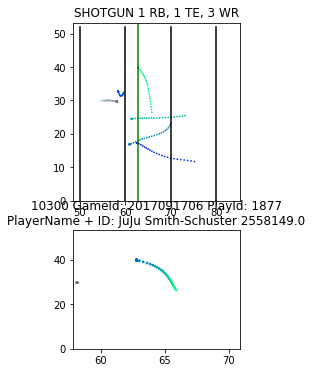 SHOTGUN 1 RB, 1 TE, 3 WR
50
40
30
20
10
0
50 60 70 80
10300 GameId: 2017091706 PlayId: 1877
PlayerName + ID: JuJu Smith-Schuster 2558149.0
40
20
0
60 65 70